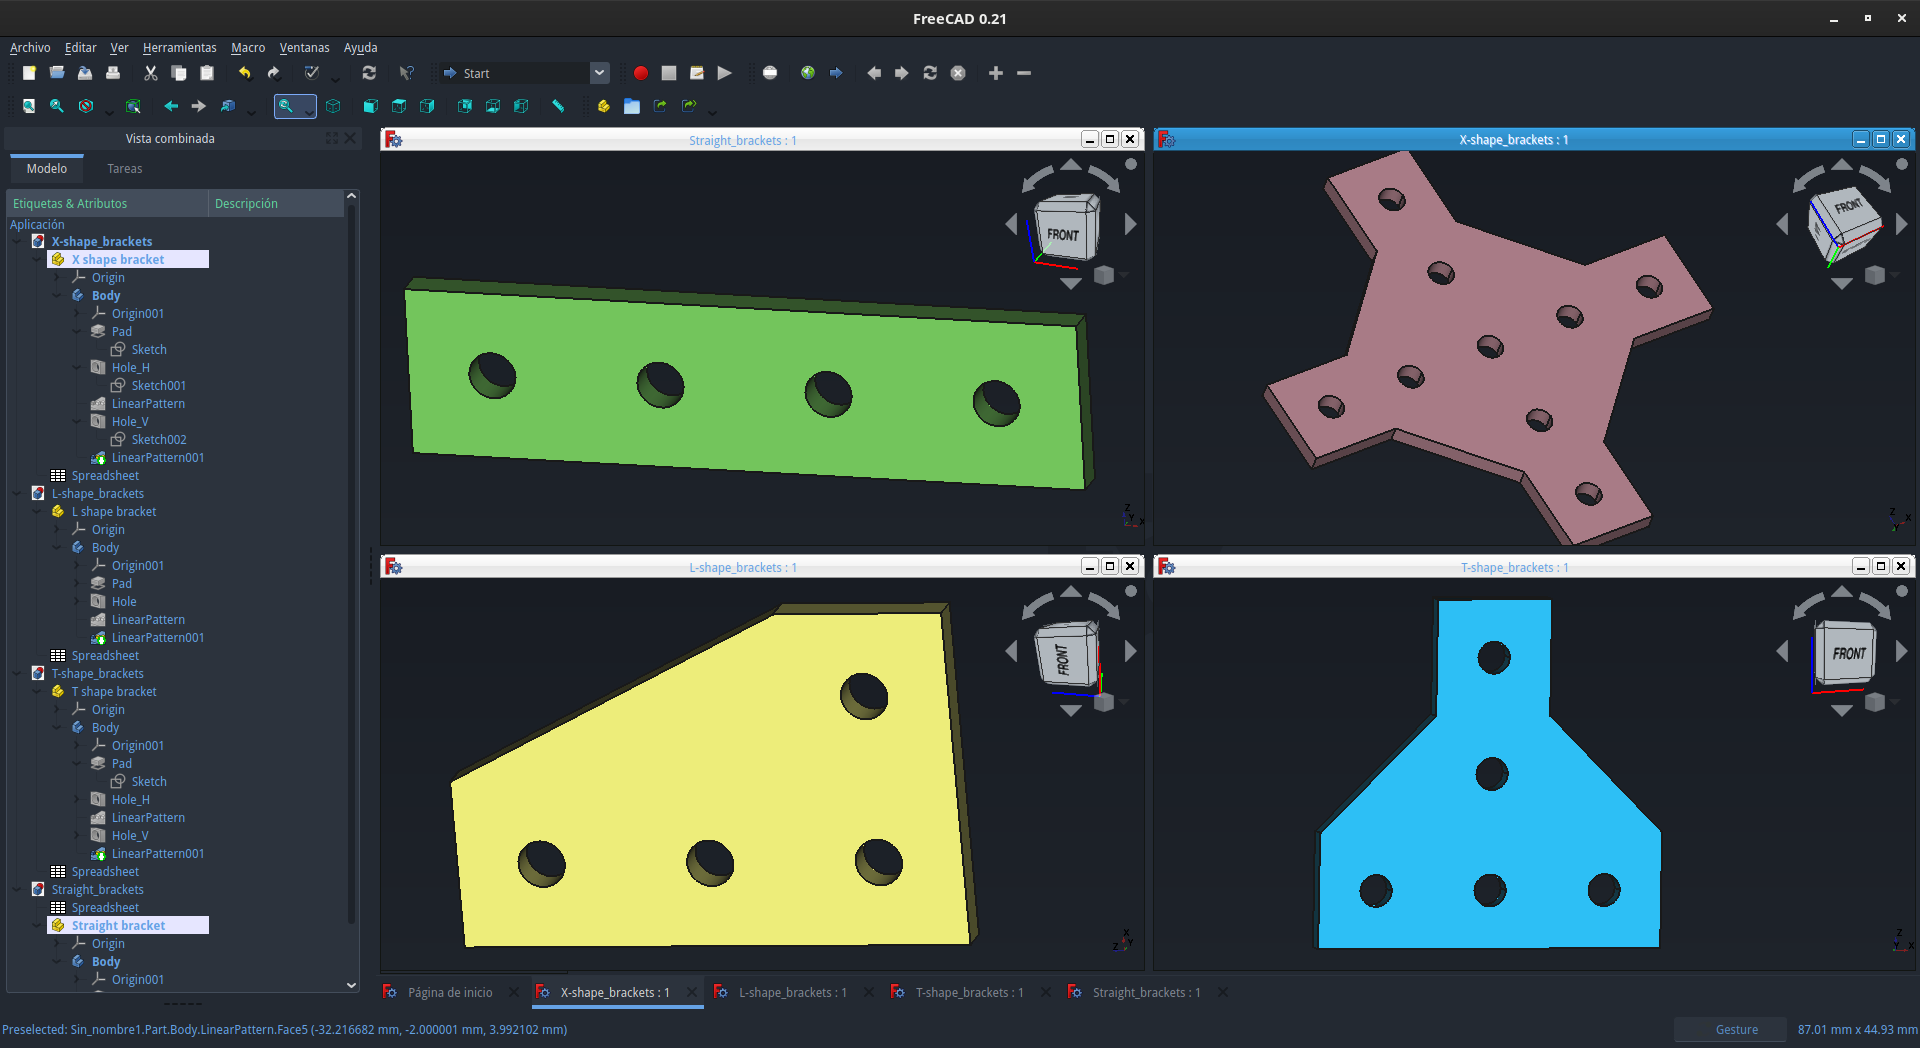 FreeCAD 0.21
Archivo Editar Ver Herramientas Macro Ventanas Ayuda
Start
Vista combinada
Modelo Tareas
Etiquetas & Atributos Descripción
Aplicación
X-shape_brackets
X shape bracket
Origin
Body
Origin001
Pad
Sketch
Hole_H
Sketch001
LinearPattern
Hole_V
Sketch002
LinearPattern001
Spreadsheet
L-shape_brackets
L shape bracket
Origin
Body
Origin001
Pad
Hole
LinearPattern
LinearPattern001
Spreadsheet
T-shape_brackets
T shape bracket
Origin
Body
Origin001
Pad
Sketch
Hole_H
LinearPattern
Hole_V
LinearPattern001
Spreadsheet
Straight_brackets
Spreadsheet
Straight bracket
Origin
Body
Origin001
Straight_brackets : 1
FRONT
Z
Y
X
X-shape_brackets : 1
FRONT
Z
X
Y
L-shape_brackets : 1
FRONT
X
Y
Z
T-shape_brackets : 1
FRONT
Z
X
Página de inicio X-shape_brackets : 1 L-shape_brackets : 1 T-shape_brackets : 1 Straight_brackets : 1
Preselected: Sin_nombre1.Part.Body.LinearPattern.Face5 (-32.216682 mm, -2.000001 mm, 3.992102 mm) Gesture 87.01 mm x 44.93 mm